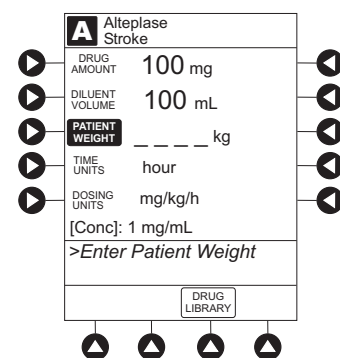 A Alteplase
Stroke
DRUG
AMOUNT 100 mg
DILUENT
VOLUME 100 mL
PATIENT
WEIGHT _ _ _ _ kg
TIME
UNITS hour
DOSING
UNITS mg/kg/h
[Conc]: 1 mg/mL
>Enter Patient Weight
DRUG
LIBRARY